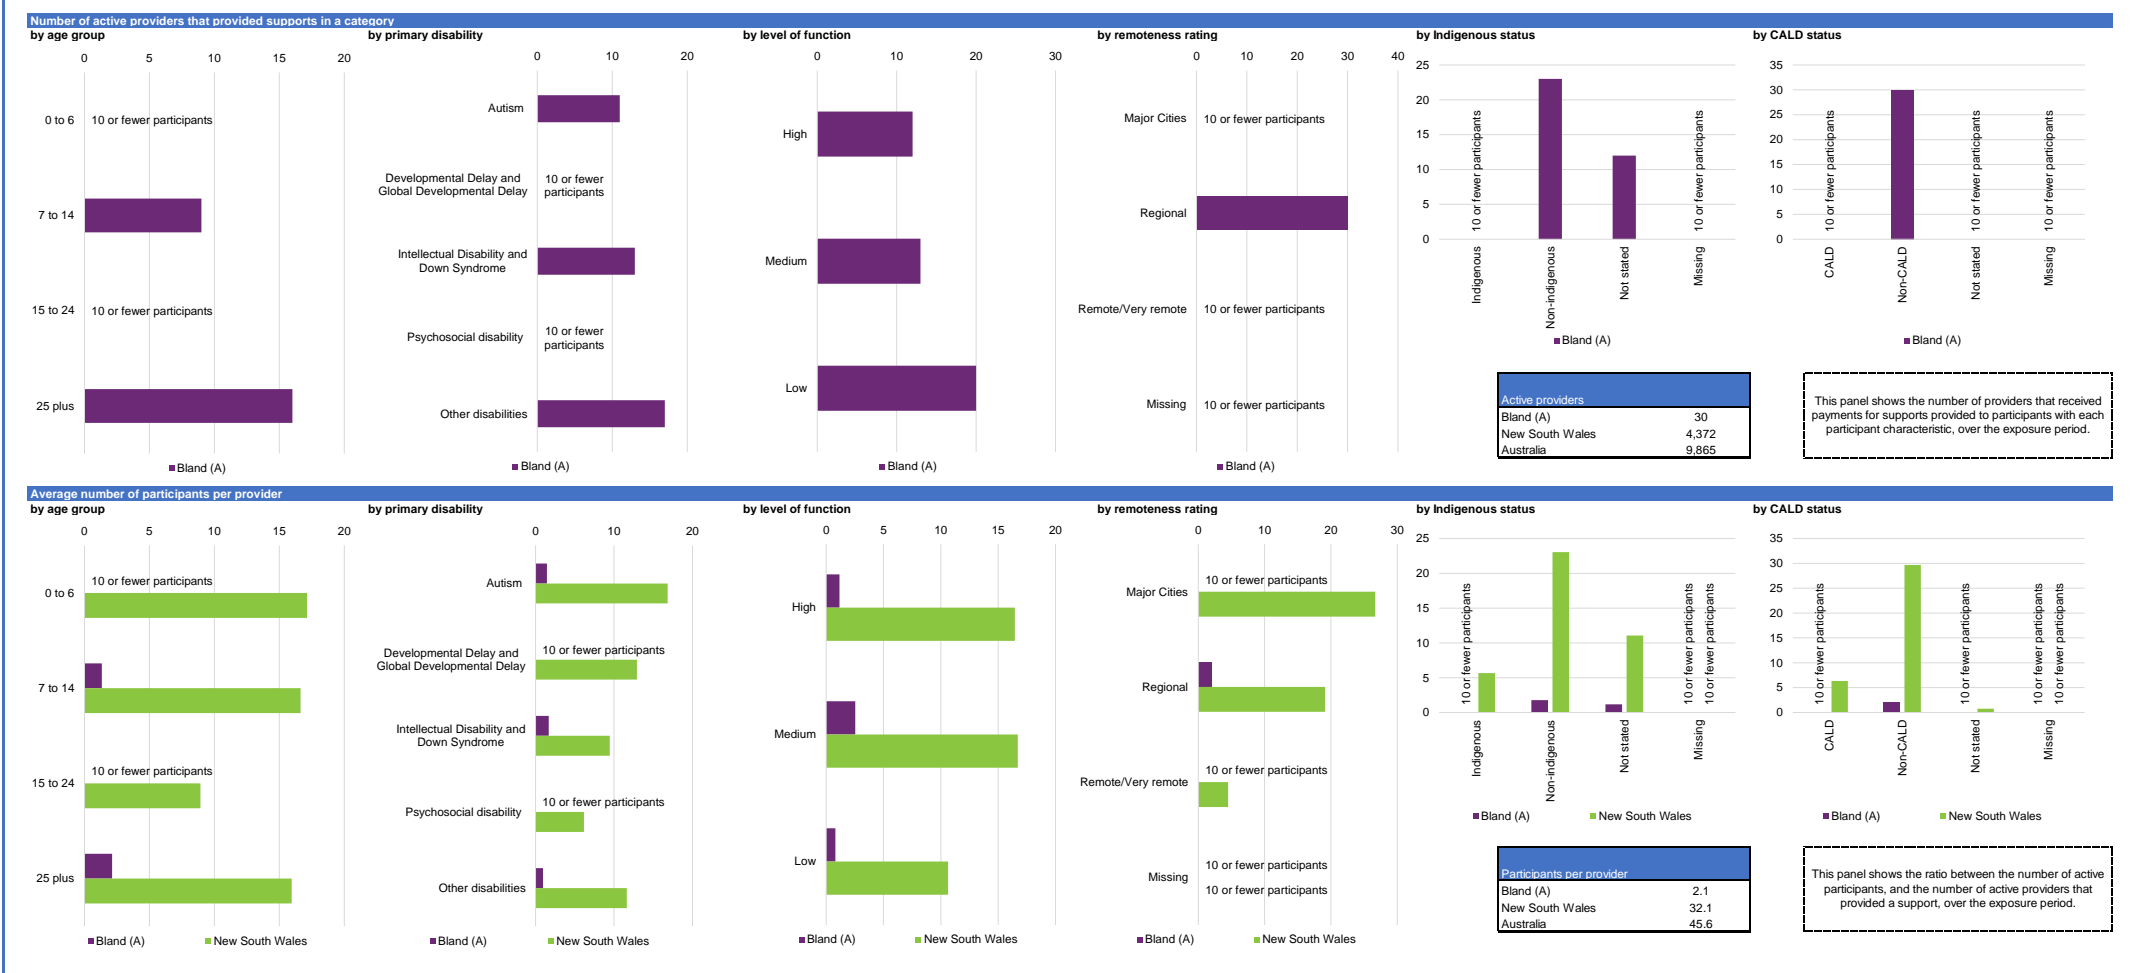 Number of active providers that provided supports in a category
by age group
0 5 10 15 20
0 to 6
10 or fewer participants
7 to 14
15 to 24
10 or fewer participants
25 plus
Bland (A)
by primary disability
0 10 20
Autism
Developmental Delay and
Global Developmental Delay
10 or fewer
participants
Intellectual Disability and
Down Syndrome
Psychosocial disability
10 or fewer
participants
Other disabilities
Bland (A)
by level of function
0 10 20 30
High
Medium
Low
Bland (A)
by remoteness rating
0 10 20 30 40
Major Cities
10 or fewer participants
Regional
Remote/Very remote
10 or fewer participants
Missing
10 or fewer participants
Bland (A)
by Indigenous status
25
20
15
10
5
0
10 or fewer participants
10 or fewer participants
Indigenous
Non-indigenous
Not stated
Missing
Bland (A)
by CALD status
35
30
25
20
15
10
5
0
10 or fewer participants
10 or fewer participants
10 or fewer participants
CALD
Non-CALD
Not stated
Missing
Bland (A)
Active providers
Bland (A) 30
New South Wales 4,372
Australia 9,865
This panel shows the number of providers that received
payments for supports provided to participants with each
participant characteristic, over the exposure period.
Average number of participants per provider
by age group
0 5 10 15 20
0 to 6
10 or fewer participants
7 to 14
15 to 24
10 or fewer participants
25 plus
Bland (A) New South Wales
by primary disability
0 10 20
Autism
Developmental Delay and
Global Developmental Delay
10 or fewer participants
Intellectual Disability and
Down Syndrome
Psychosocial disability
10 or fewer participants
Other disabilities
Bland (A) New South Wales
by level of function
0 5 10 15 20
High
Medium
Low
Bland (A) New South Wales
by remoteness rating
0 10 20 30
Major Cities
10 or fewer participants
Regional
Remote/Very remote
10 or fewer participants
Missing
10 or fewer participants
10 or fewer participants
Bland (A) New South Wales
by Indigenous status
25
20
15
10
5
0
10 or fewer participants
10 or fewer participants
10 or fewer participants
Indigenous
Non-indigenous
Not stated
Missing
Bland (A) New South Wales
by CALD status
35
30
25
20
15
10
5
0
10 or fewer participants
10 or fewer participants
10 or fewer participants
10 or fewer participants
CALD
Non-CALD
Not stated
Missing
Bland (A) New South Wales
Participants per provider
Bland (A) 2.1
New South Wales 32.1
Australia 45.6
This panel shows the ratio between the number of active
participants, and the number of active providers that
provided a support, over the exposure period.